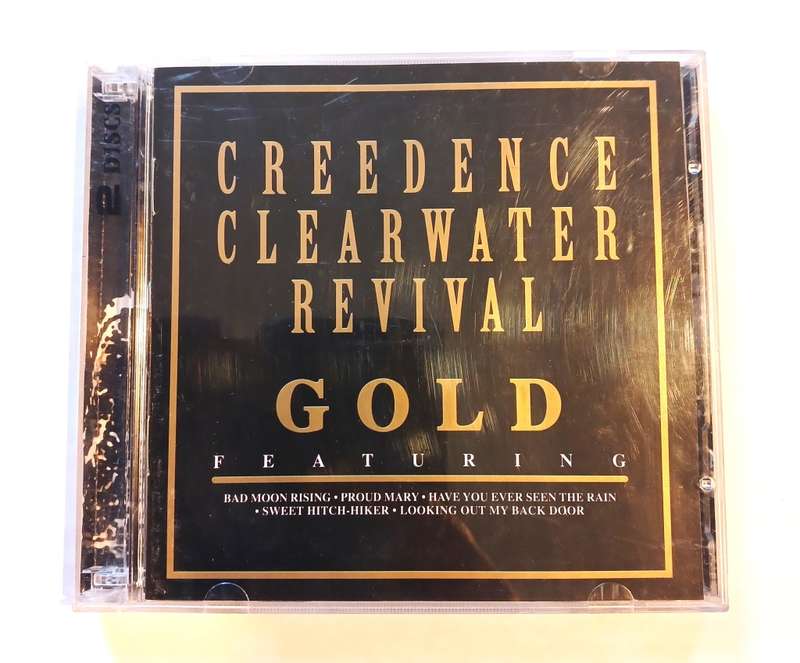 2 DISCS
CREEDENCE
CLEARWATER
REVIVAL
GOLD
FEATURING
BAD MOON RISING • PROUD MARY • HAVE YOU EVER SEEN THE RAIN
• SWEET HITCH-HIKER • LOOKING OUT MY BACK DOOR